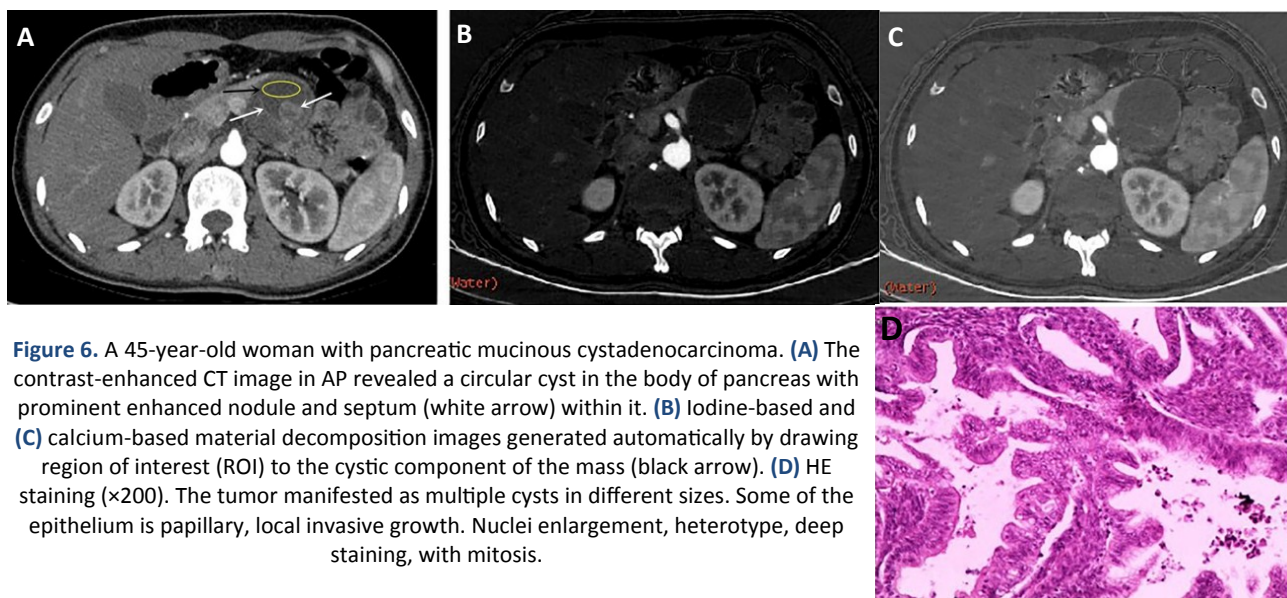 A
B
C
(Water)
(Water)
D
Figure 6. A 45-year-old woman with pancreatic mucinous cystadenocarcinoma. (A) The
contrast-enhanced CT image in AP revealed a circular cyst in the body of pancreas with
prominent enhanced nodule and septum (white arrow) within it. (B) Iodine-based and
(C) calcium-based material decomposition images generated automatically by drawing
region of interest (ROI) to the cystic component of the mass (black arrow). (D) HE
staining (×200). The tumor manifested as multiple cysts in different sizes. Some of the
epithelium is papillary, local invasive growth. Nuclei enlargement, heterotype, deep
staining, with mitosis.